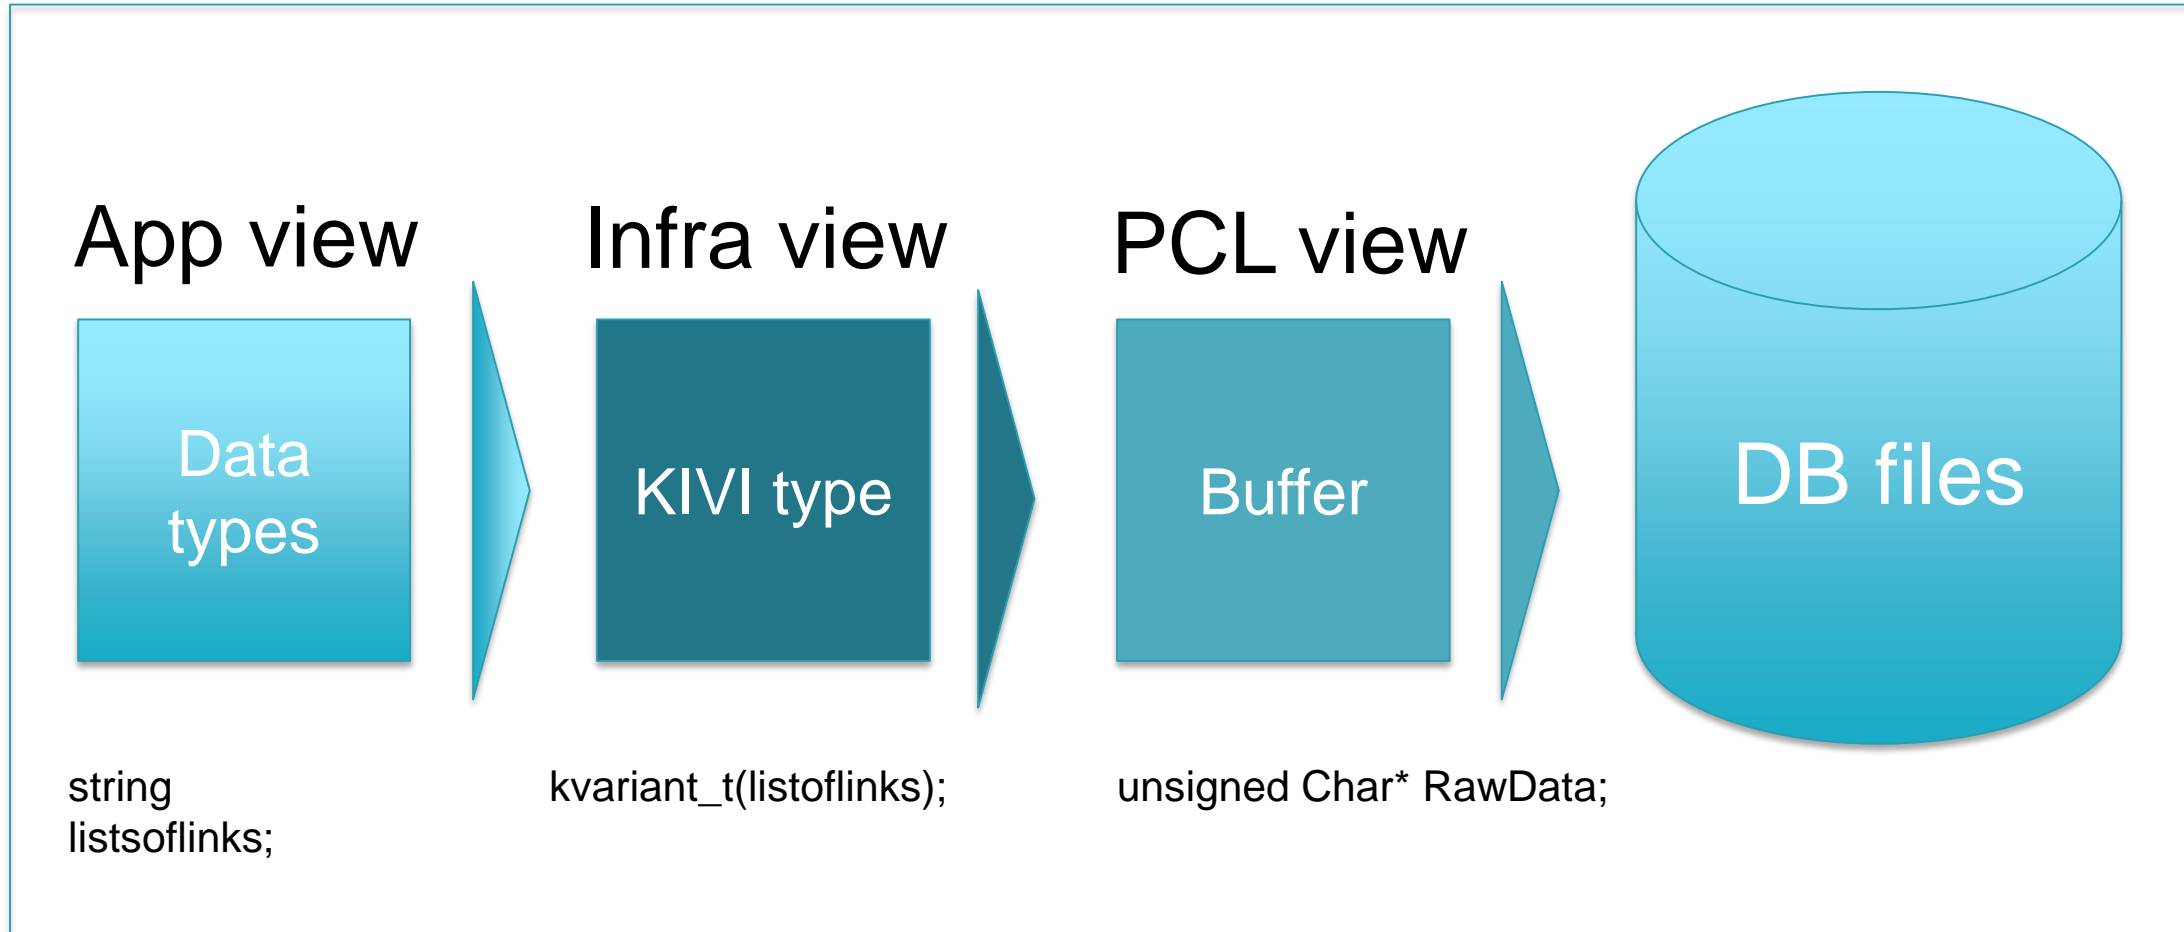 App view
Infra view
PCL view
Data
types
KIVI type
Buffer
DB files
string
listsoflinks;
kvariant_t(listoflinks);
unsigned Char* RawData;